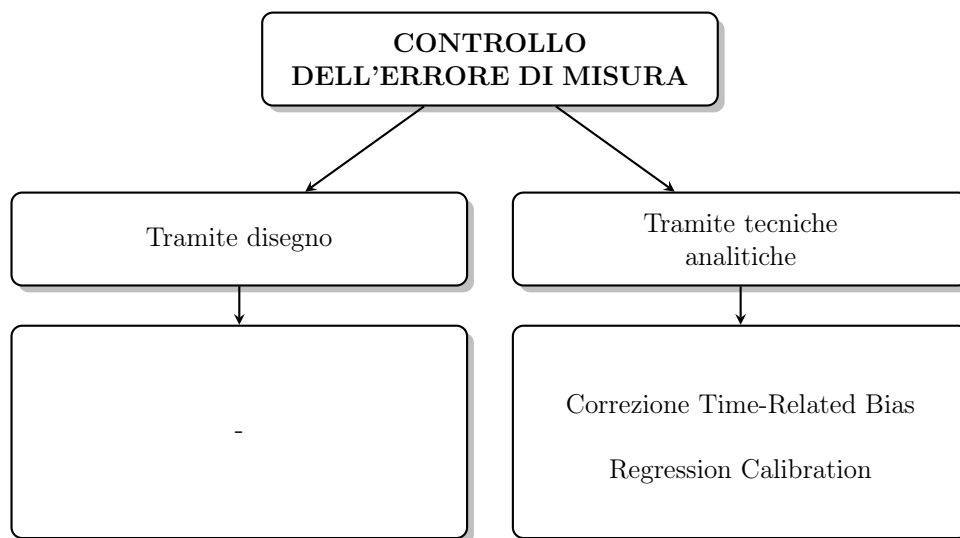 CONTROLLO
DELL'ERRORE DI MISURA
Tramite disegno
Tramite tecniche
analitiche
-
Correzione Time-Related Bias
Regression Calibration